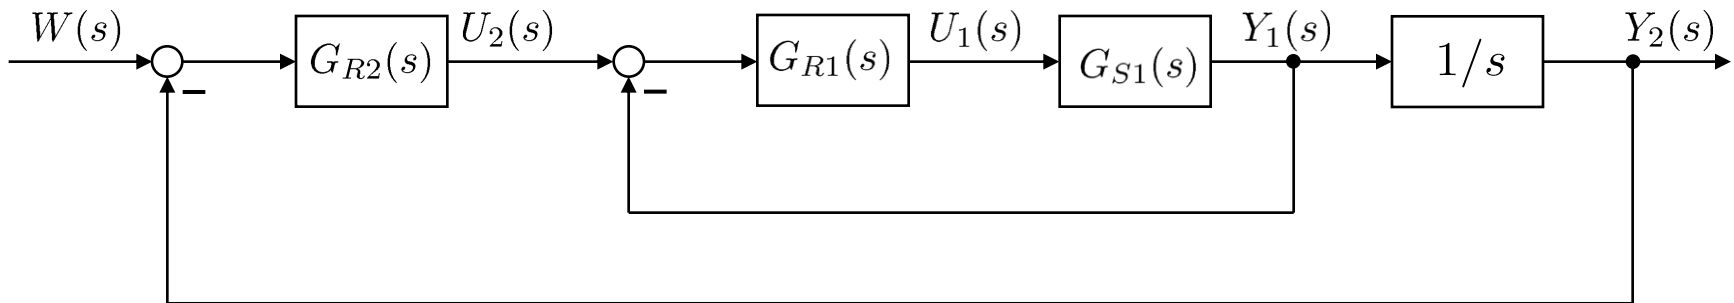 W(s) G_{R2}(s) U_2(s) G_{R1}(s) U_1(s) G_{S1}(s) Y_1(s) 1/s Y_2(s)
− −